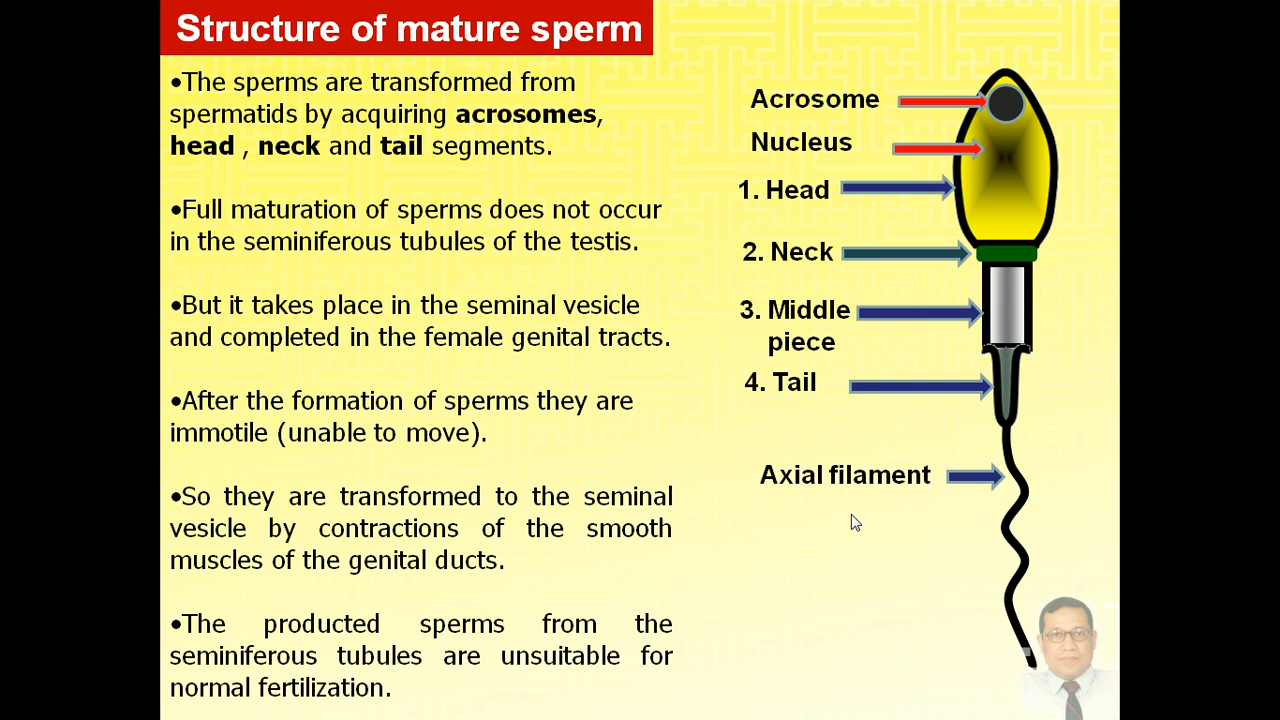 Structure of mature sperm
•The sperms are transformed from
spermatids by acquiring acrosomes,
head , neck and tail segments.
•Full maturation of sperms does not occur
in the seminiferous tubules of the testis.
•But it takes place in the seminal vesicle
and completed in the female genital tracts.
•After the formation of sperms they are
immotile (unable to move).
•So they are transformed to the seminal
vesicle by contractions of the smooth
muscles of the genital ducts.
•The producted sperms from the
seminiferous tubules are unsuitable for
normal fertilization.
Acrosome
Nucleus
1. Head
2. Neck
3. Middle
piece
4. Tail
Axial filament